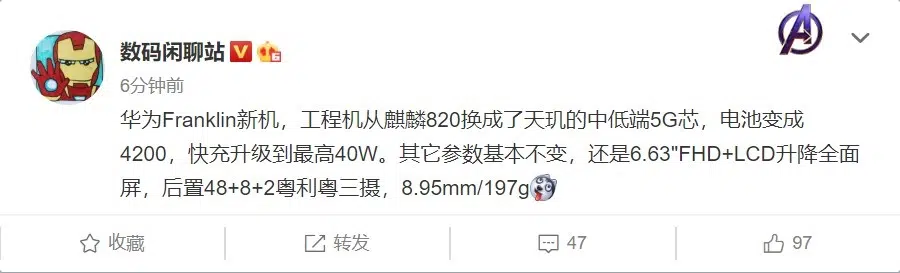 数码闲聊站
6分钟前
华为Franklin新机，工程机从麒麟820换成了天玑的中低端5G芯，电池变成
4200，快充升级到最高40W。其它参数基本不变，还是6.63"FHD+LCD升降全面
屏，后置48+8+2粤利粤三摄，8.95mm/197g
收藏
转发
47
97